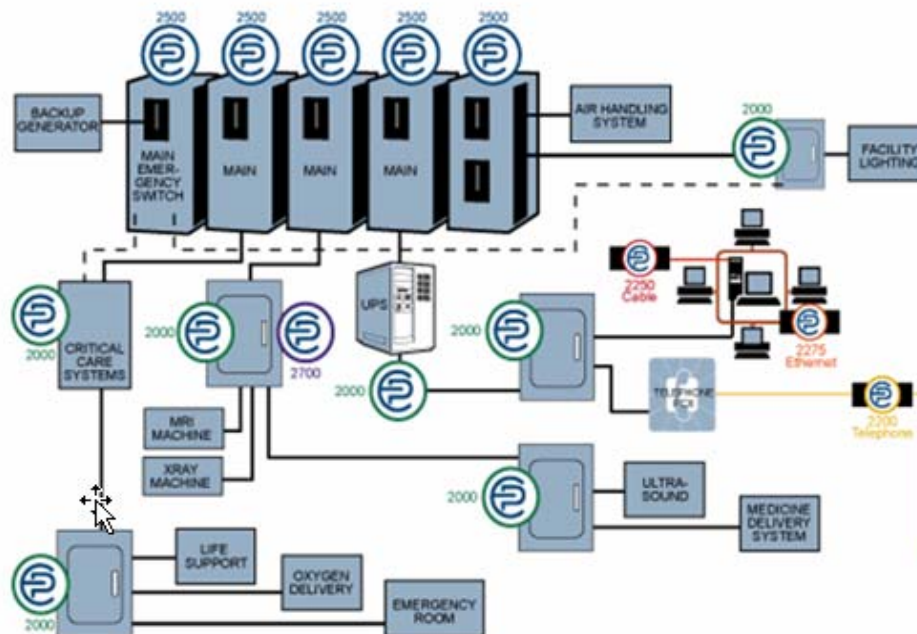 2500
2500
2500
2500
2500
BACKUP
GENERATOR
MAIN
EMER-
GENCY
SWITCH
MAIN
MAIN
MAIN
AIR HANDLING
SYSTEM
2000
FACILITY
LIGHTING
2250
Cable
2275
Ethernet
2000
CRITICAL
CARE
SYSTEMS
2000
2700
UPS
2000
2000
TELEPHONE
2200
Telephone
MRI
MACHINE
XRAY
MACHINE
2000
ULTRA-
SOUND
MEDICINE
DELIVERY
SYSTEM
2000
LIFE
SUPPORT
OXYGEN
DELIVERY
EMERGENCY
ROOM